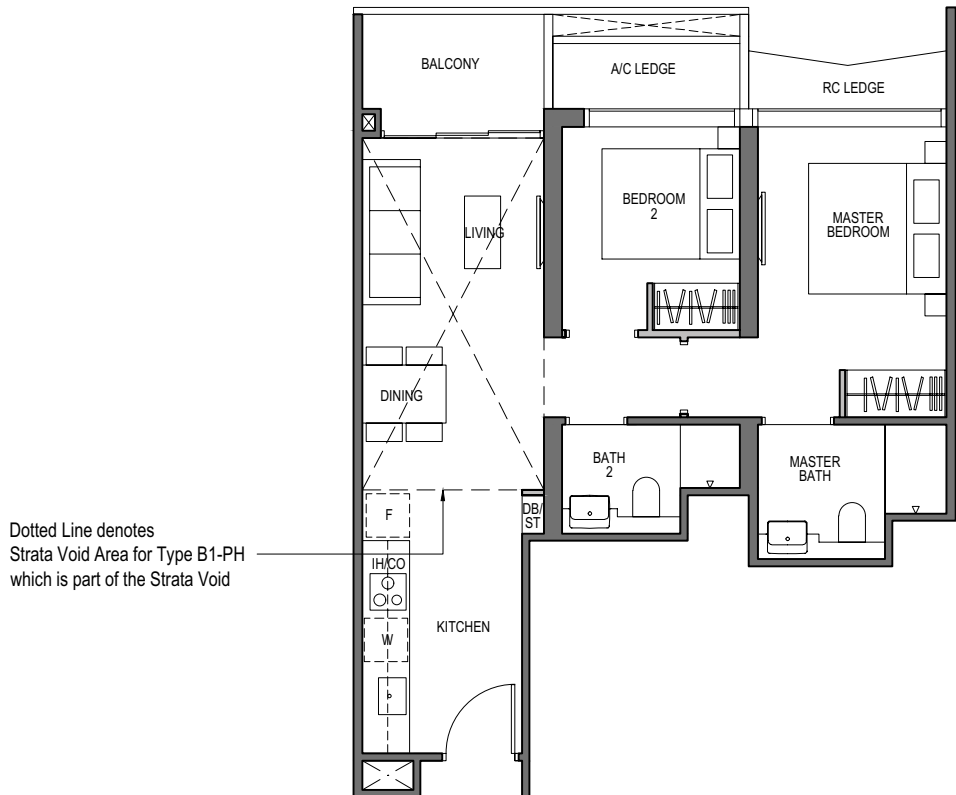 BALCONY
A/C LEDGE
RC LEDGE
BEDROOM
2
MASTER
BEDROOM
LIVING
DINING
BATH
2
MASTER
BATH
F
DB/
ST
Dotted Line denotes
Strata Void Area for Type B1-PH
which is part of the Strata Void
IH/CO
KITCHEN
W